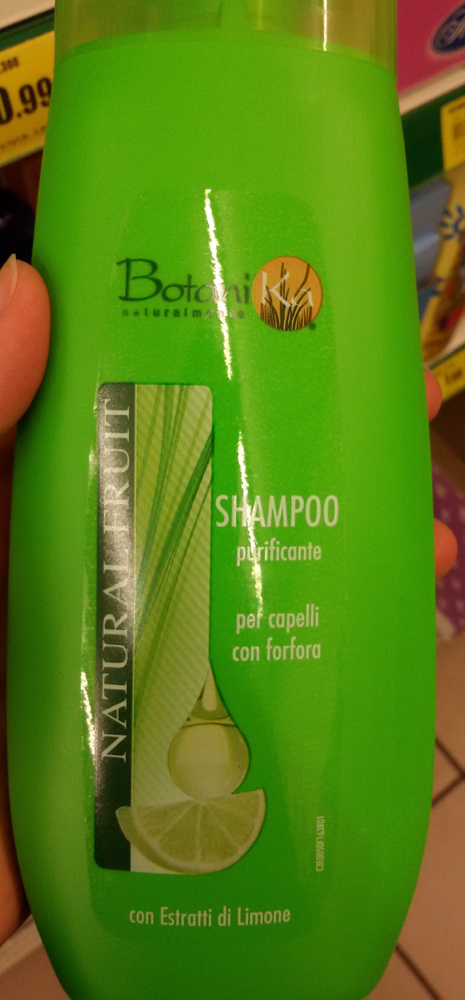 0.99
BotaniKa
naturalmente
NATURAL FRUIT
SHAMPOO
purificante
per capelli
con forfora
con Estratti di Limone